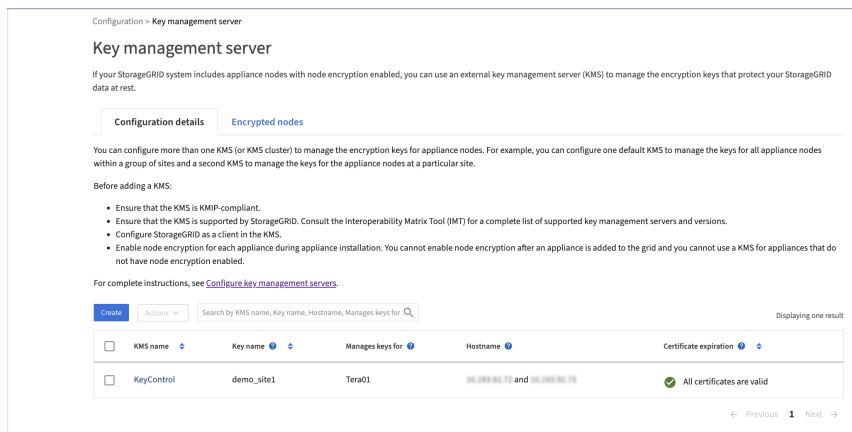 Configuration > Key management server
Key management server
If your StorageGRID system includes appliance nodes with node encryption enabled, you can use an external key management server (KMS) to manage the encryption keys that protect your StorageGRID
data at rest.
Configuration details
Encrypted nodes
You can configure more than one KMS (or KMS cluster) to manage the encryption keys for appliance nodes. For example, you can configure one default KMS to manage the keys for all appliance nodes
within a group of sites and a second KMS to manage the keys for the appliance nodes at a particular site.
Before adding a KMS:
• Ensure that the KMS is KMIP-compliant.
• Ensure that the KMS is supported by StorageGRID. Consult the Interoperability Matrix Tool (IMT) for a complete list of supported key management servers and versions.
• Configure StorageGRID as a client in the KMS.
• Enable node encryption for each appliance during appliance installation. You cannot enable node encryption after an appliance is added to the grid and you cannot use a KMS for appliances that do
not have node encryption enabled.
For complete instructions, see Configure key management servers.
Create Actions Search by KMS name, Key name, Hostname, Manages keys for
Displaying one result
KMS name Key name Manages keys for Hostname Certificate expiration
KeyControl demo_site1 Tera01 and All certificates are valid
← Previous 1 Next →